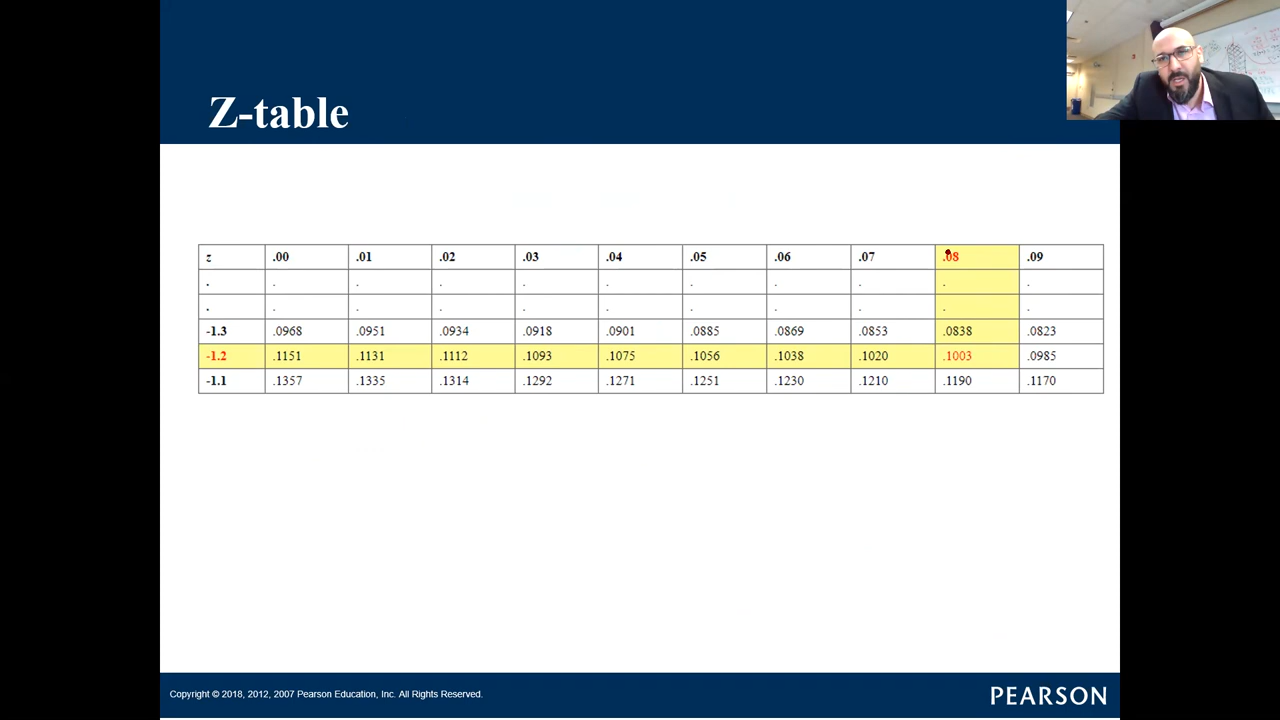 Z-table
z .00 .01 .02 .03 .04 .05 .06 .07 .08 .09
. . . . . . . . . . .
. . . . . . . . . . .
-1.3 .0968 .0951 .0934 .0918 .0901 .0885 .0869 .0853 .0838 .0823
-1.2 .1151 .1131 .1112 .1093 .1075 .1056 .1038 .1020 .1003 .0985
-1.1 .1357 .1335 .1314 .1292 .1271 .1251 .1230 .1210 .1190 .1170
Copyright © 2018, 2012, 2007 Pearson Education, Inc. All Rights Reserved.
PEARSON